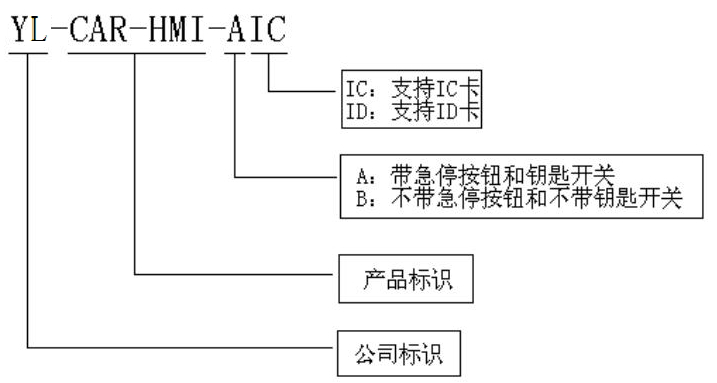 YL-CAR-HMI-AIC
IC：支持IC卡
ID：支持ID卡
A：带急停按钮和钥匙开关
B：不带急停按钮和不带钥匙开关
产品标识
公司标识